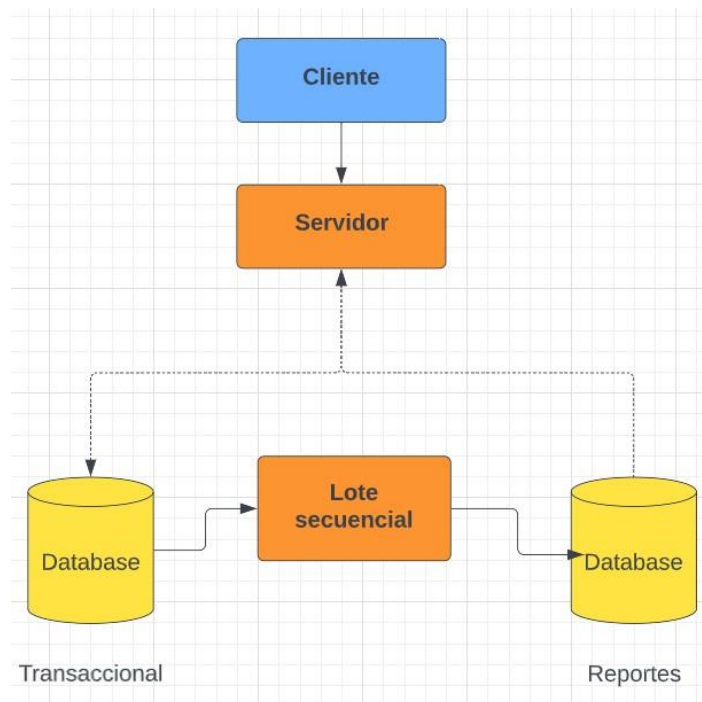 Cliente
Servidor
Lote
secuencial
Database
Database
Transaccional
Reportes